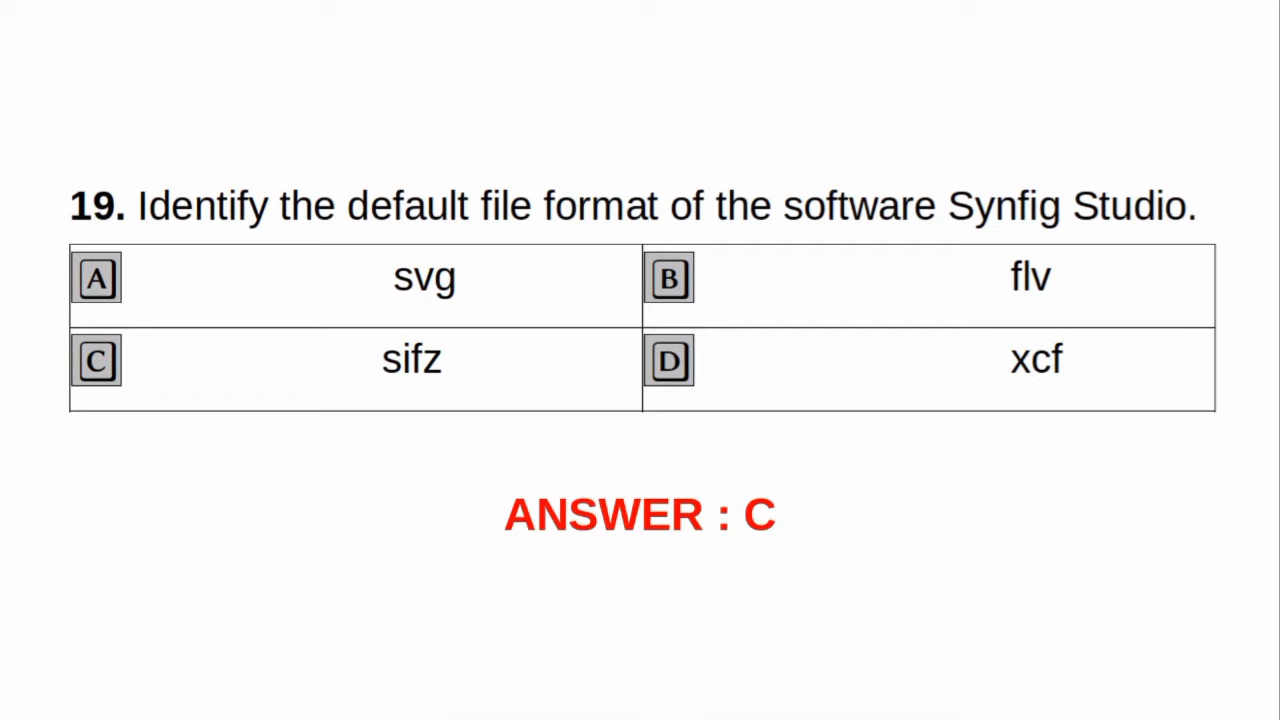 19. Identify the default file format of the software Synfig Studio.
A svg B flv
C sifz D xcf
ANSWER : C